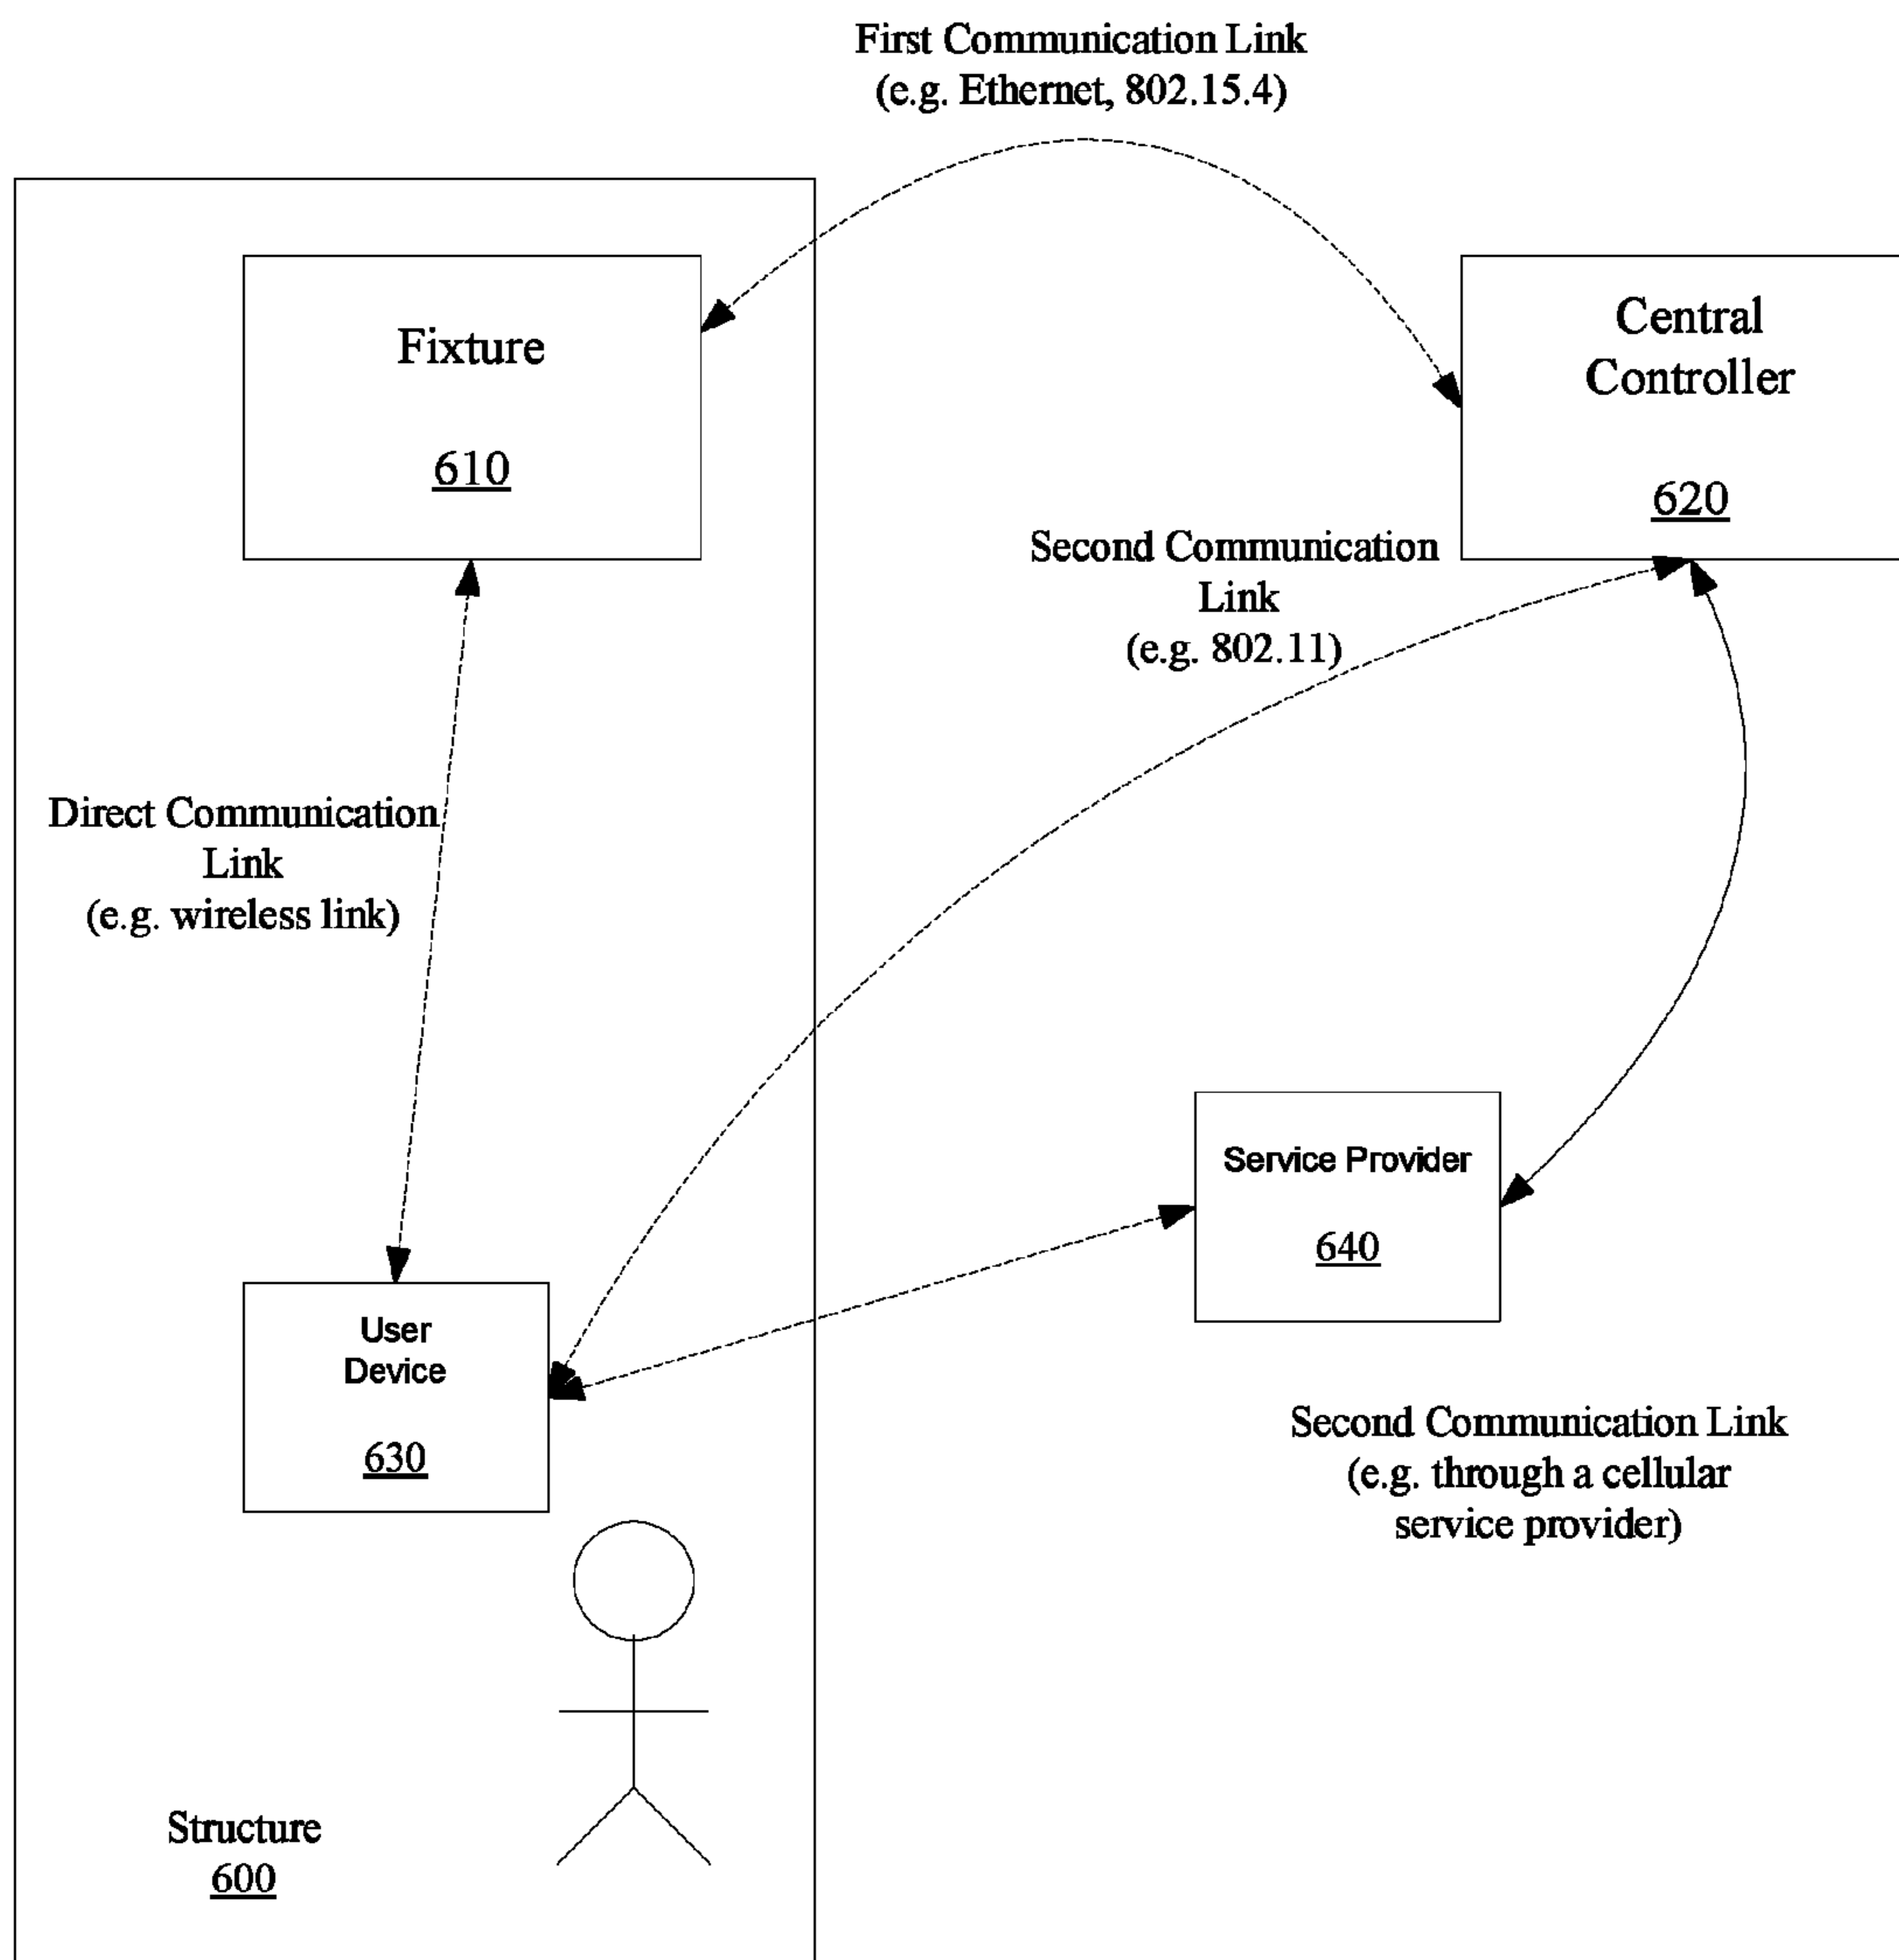 First Communication Link
(e.g. Ethernet, 802.15.4)
Fixture
610
Central
Controller
620
Second Communication
Link
(e.g. 802.11)
Direct Communication
Link
(e.g. wireless link)
Service Provider
640
User
Device
630
Second Communication Link
(e.g. through a cellular
service provider)
Structure
600